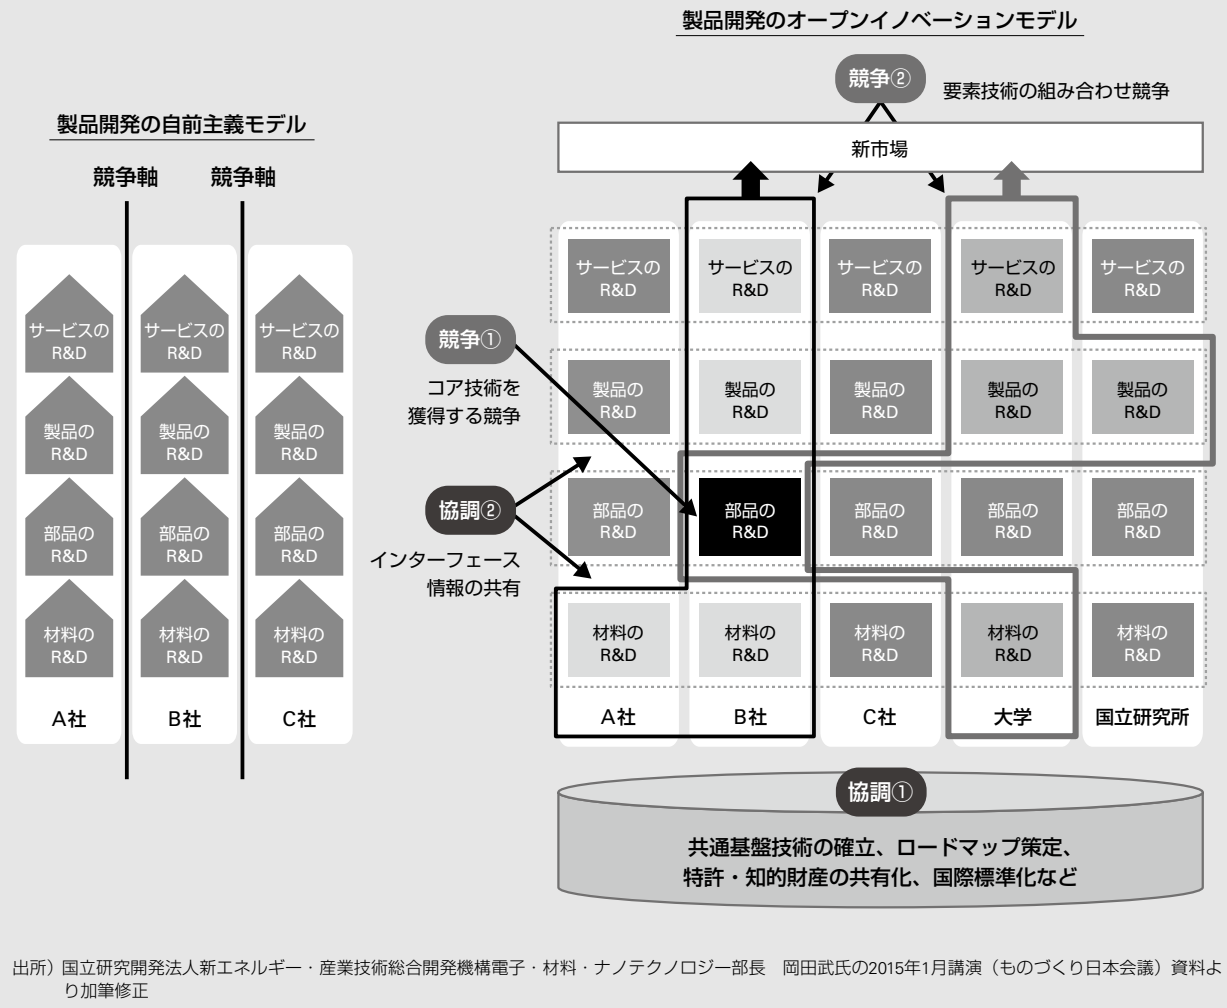 製品開発の自前主義モデル
競争軸
競争軸
サービスの
R&D
サービスの
R&D
サービスの
R&D
製品の
R&D
製品の
R&D
製品の
R&D
部品の
R&D
部品の
R&D
部品の
R&D
材料の
R&D
材料の
R&D
材料の
R&D
A社
B社
C社
製品開発のオープンイノベーションモデル
競争②
要素技術の組み合わせ競争
新市場
サービスの
R&D
サービスの
R&D
サービスの
R&D
サービスの
R&D
サービスの
R&D
競争①
コア技術を
獲得する競争
製品の
R&D
製品の
R&D
製品の
R&D
製品の
R&D
製品の
R&D
協調②
インターフェース
情報の共有
部品の
R&D
部品の
R&D
部品の
R&D
部品の
R&D
部品の
R&D
材料の
R&D
材料の
R&D
材料の
R&D
材料の
R&D
材料の
R&D
A社
B社
C社
大学
国立研究所
協調①
共通基盤技術の確立、ロードマップ策定、
特許・知的財産の共有化、国際標準化など
出所）国立研究開発法人新エネルギー・産業技術総合開発機構電子・材料・ナノテクノロジー部長　岡田武氏の2015年1月講演（ものづくり日本会議）資料よ
り加筆修正